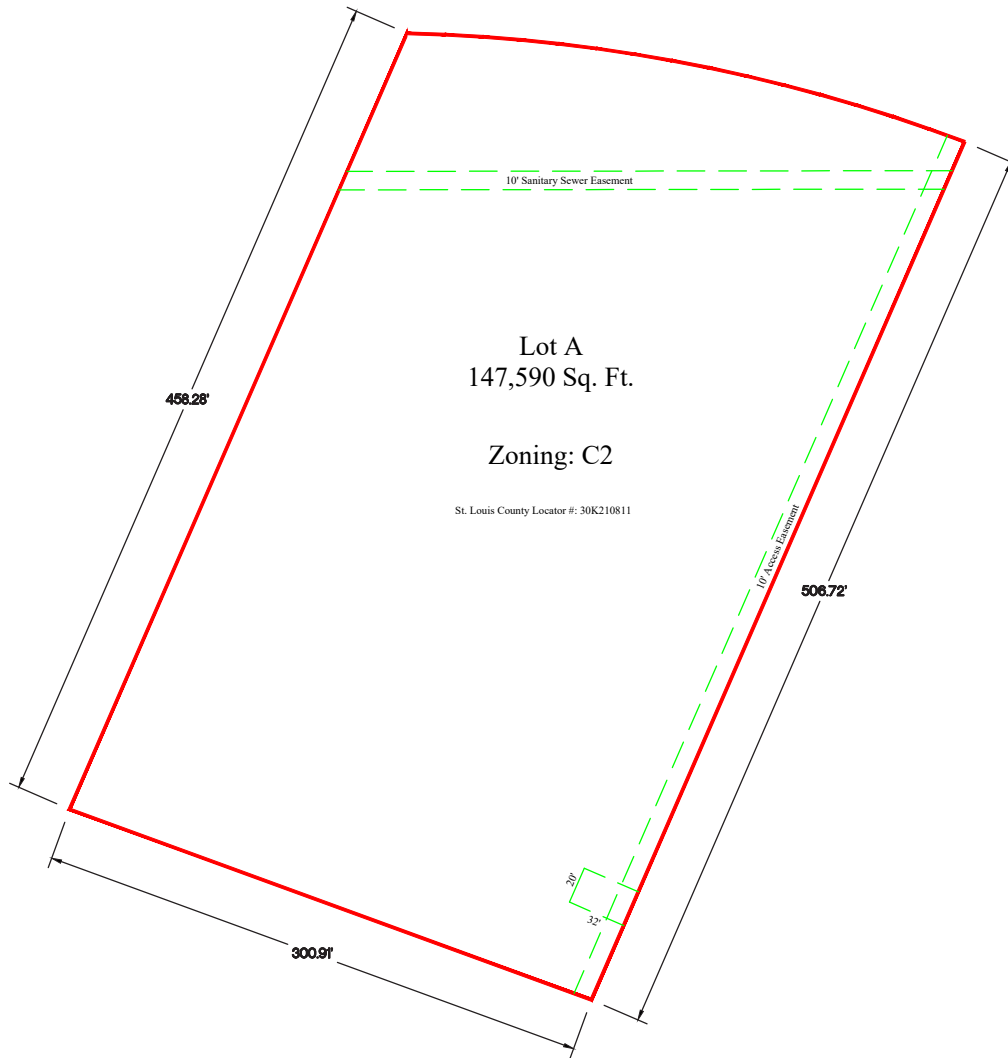 10' Sanitary Sewer Easement
Lot A
147,590 Sq. Ft.
458.28'
Zoning: C2
St. Louis County Locator #: 30K210811
10' Access Easement
506.72'
20'
32'
300.91'